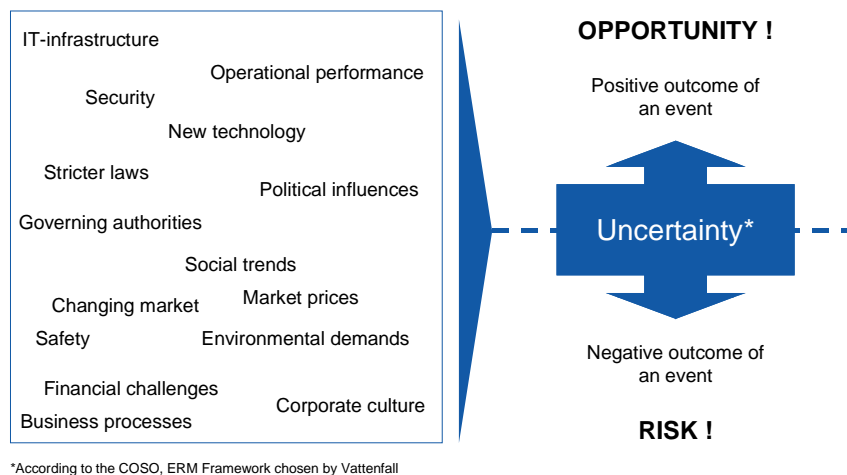 IT-infrastructure
Operational performance
Security
New technology
Stricter laws
Political influences
Governing authorities
Social trends
Changing market
Market prices
Safety
Environmental demands
Financial challenges
Corporate culture
Business processes
OPPORTUNITY !
Positive outcome of
an event
Uncertainty*
Negative outcome of
an event
RISK !
*According to the COSO, ERM Framework chosen by Vattenfall